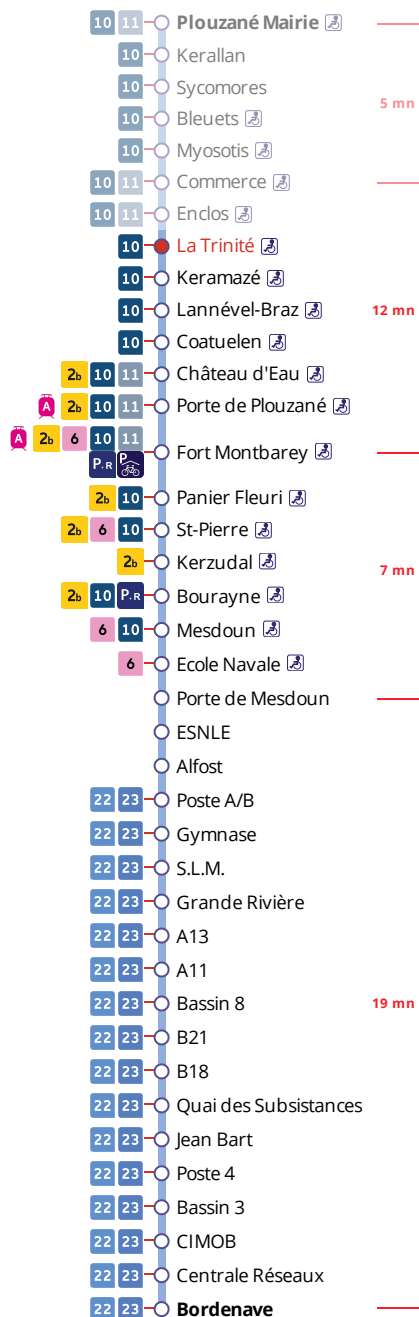 10 11 Plouzané Mairie
10 Kerallan
10 Sycomores
5 mn
10 Bleuets
10 Myosotis
10 11 Commerce
10 11 Enclos
10 La Trinité
10 Keramazé
10 Lannével-Braz 12 mn
10 Coatuelen
2b 10 11 Château d'Eau
A 2b 10 11 Porte de Plouzané
A 2b 6 10 11
Fort Montbarey
P.R P
2b 10 Panier Fleuri
2b 6 10 St-Pierre
2b Kerzudal
7 mn
2b 10 P.R Bourayne
6 10 Mesdoun
6 Ecole Navale
Porte de Mesdoun
ESNLE
Alfost
22 23 Poste A/B
22 23 Gymnase
22 23 S.L.M.
22 23 Grande Rivière
22 23 A13
22 23 A11
22 23 Bassin 8 19 mn
22 23 B21
22 23 B18
22 23 Quai des Subsistances
22 23 Jean Bart
22 23 Poste 4
22 23 Bassin 3
22 23 CIMOB
22 23 Centrale Réseaux
22 23 Bordenave